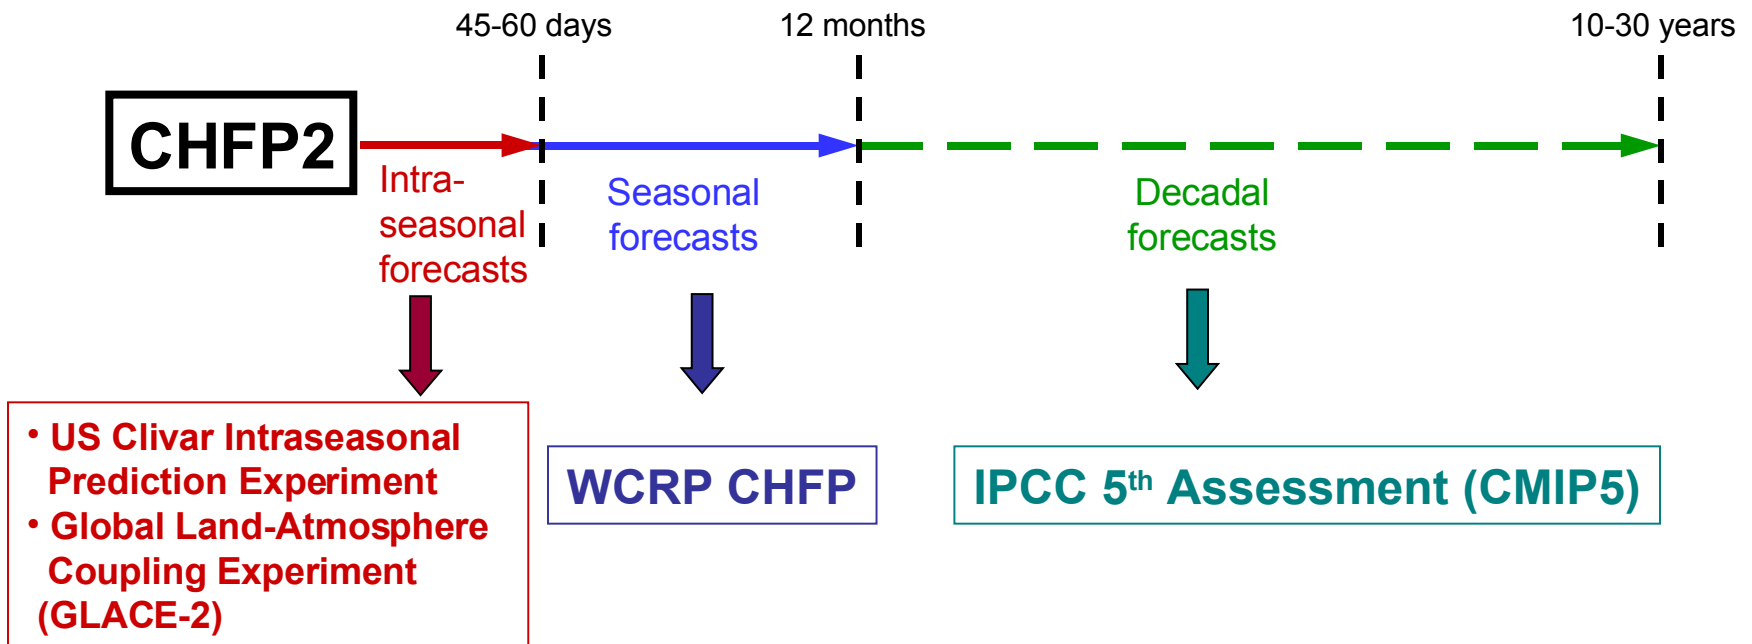 45-60 days
12 months
10-30 years
CHFP2
Intra-
seasonal
forecasts
Seasonal
forecasts
Decadal
forecasts
• US Clivar Intraseasonal
Prediction Experiment
• Global Land-Atmosphere
Coupling Experiment
(GLACE-2)
WCRP CHFP
IPCC 5th Assessment (CMIP5)